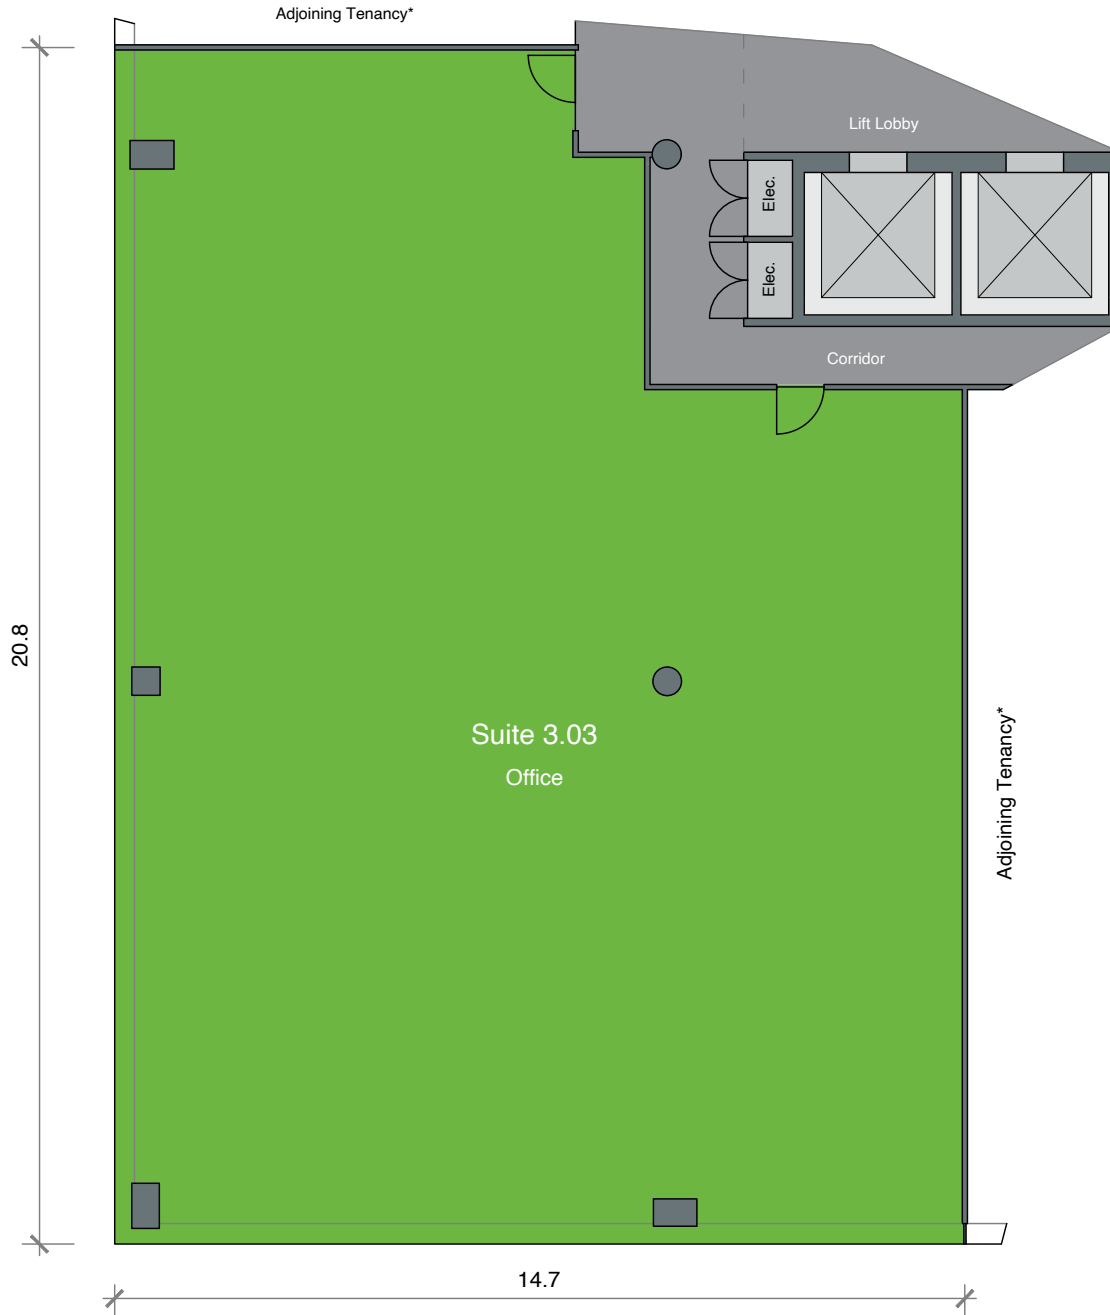 Adjoining Tenancy*
Lift Lobby
Elec.
Elec.
Corridor
20.8
Suite 3.03
Office
Adjoining Tenancy*
14.7